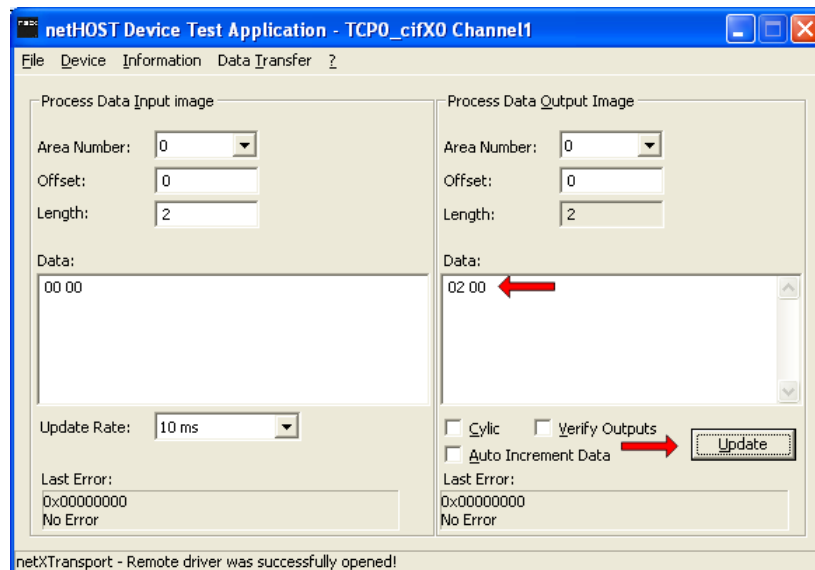 netHOST Device Test Application - TCP0_cifX0 Channel1
File Device Information Data Transfer ?
Process Data Input image
Area Number: 0
Offset: 0
Length: 2
Data:
00 00
Update Rate: 10 ms
Last Error:
0x00000000
No Error
Process Data Output Image
Area Number: 0
Offset: 0
Length: 2
Data:
02 00
Cylic Verify Outputs
Auto Increment Data
Update
Last Error:
0x00000000
No Error
netXTransport - Remote driver was successfully opened!